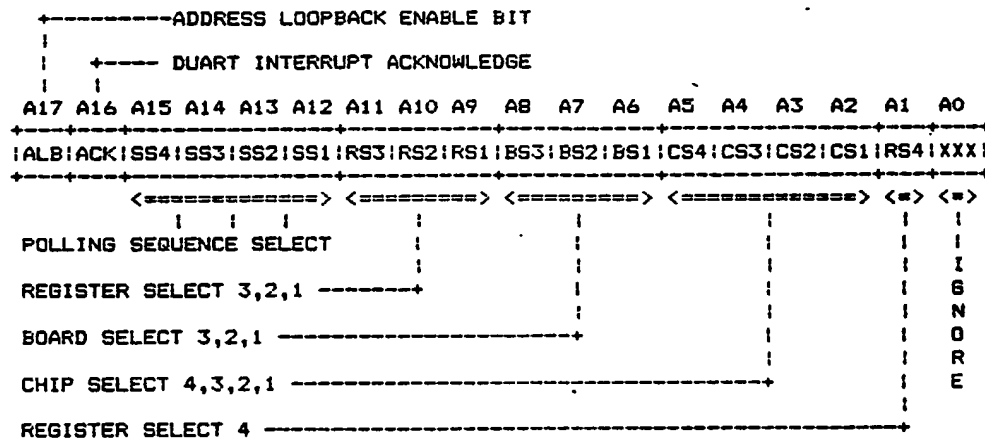 +----------ADDRESS LOOPBACK ENABLE BIT
+---- DUART INTERRUPT ACKNOWLEDGE
A17 A16 A15 A14 A13 A12 A11 A10 A9 A8 A7 A6 A5 A4 A3 A2 A1 A0
|ALB|ACK|SS4|SS3|SS2|SS1|RS3|RS2|RS1|BS3|BS2|BS1|CS4|CS3|CS2|CS1|RS4|XXX|
<============> <========> <========> <============> <=> <=>
POLLING SEQUENCE SELECT
REGISTER SELECT 3,2,1 -------+
BOARD SELECT 3,2,1 ----------------------+
CHIP SELECT 4,3,2,1 -----------------------------------+
REGISTER SELECT 4 -----------------------------------------------+
I
G
N
O
R
E